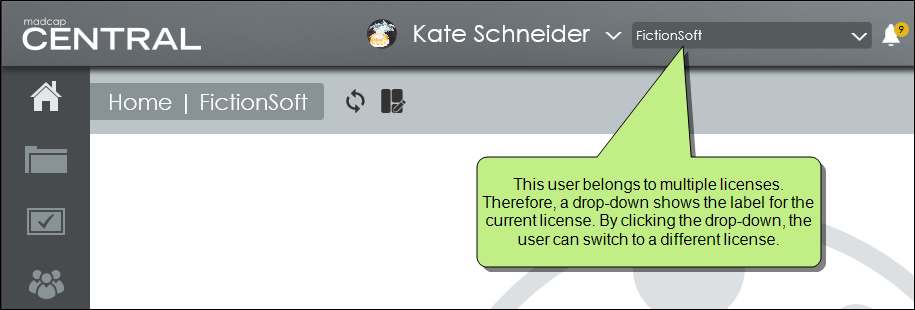 madcap
CENTRAL
Kate Schneider
FictionSoft
9
Home | FictionSoft
This user belongs to multiple licenses.
Therefore, a drop-down shows the label for the
current license. By clicking the drop-down, the
user can switch to a different license.